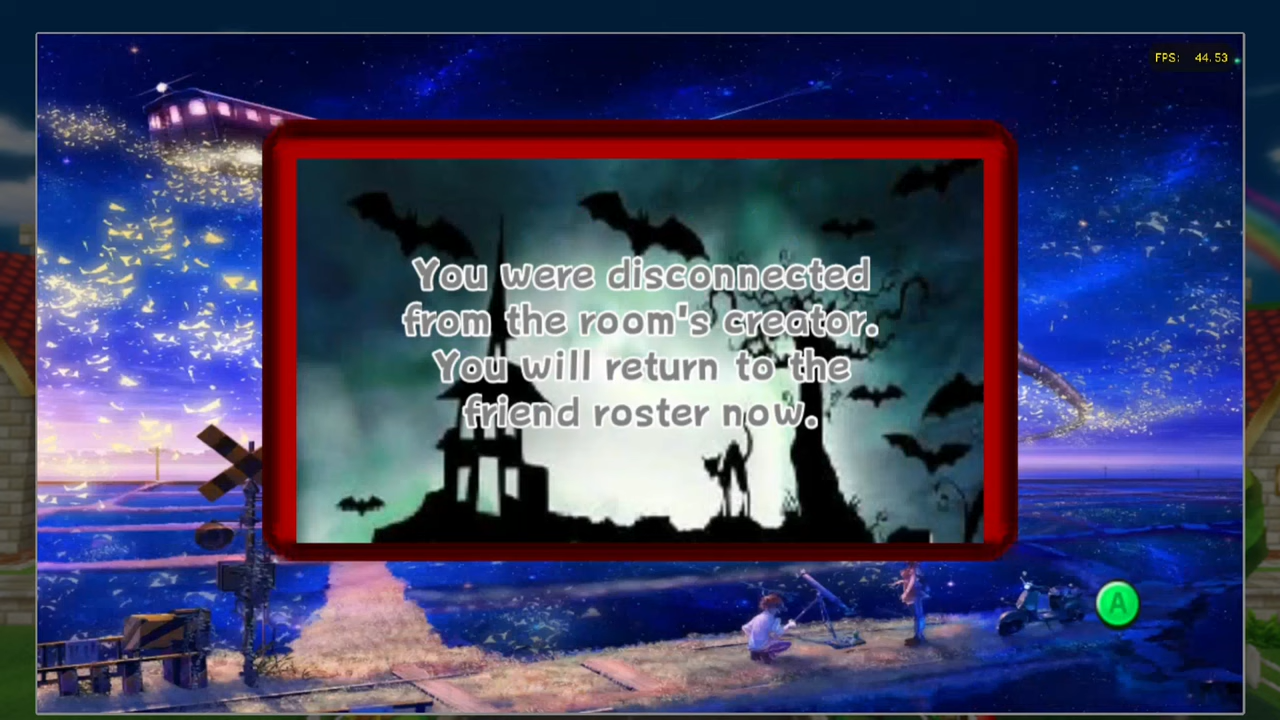 FPS: 44.53
You were disconnected
from the room's creator.
You will return to the
friend roster now.
A